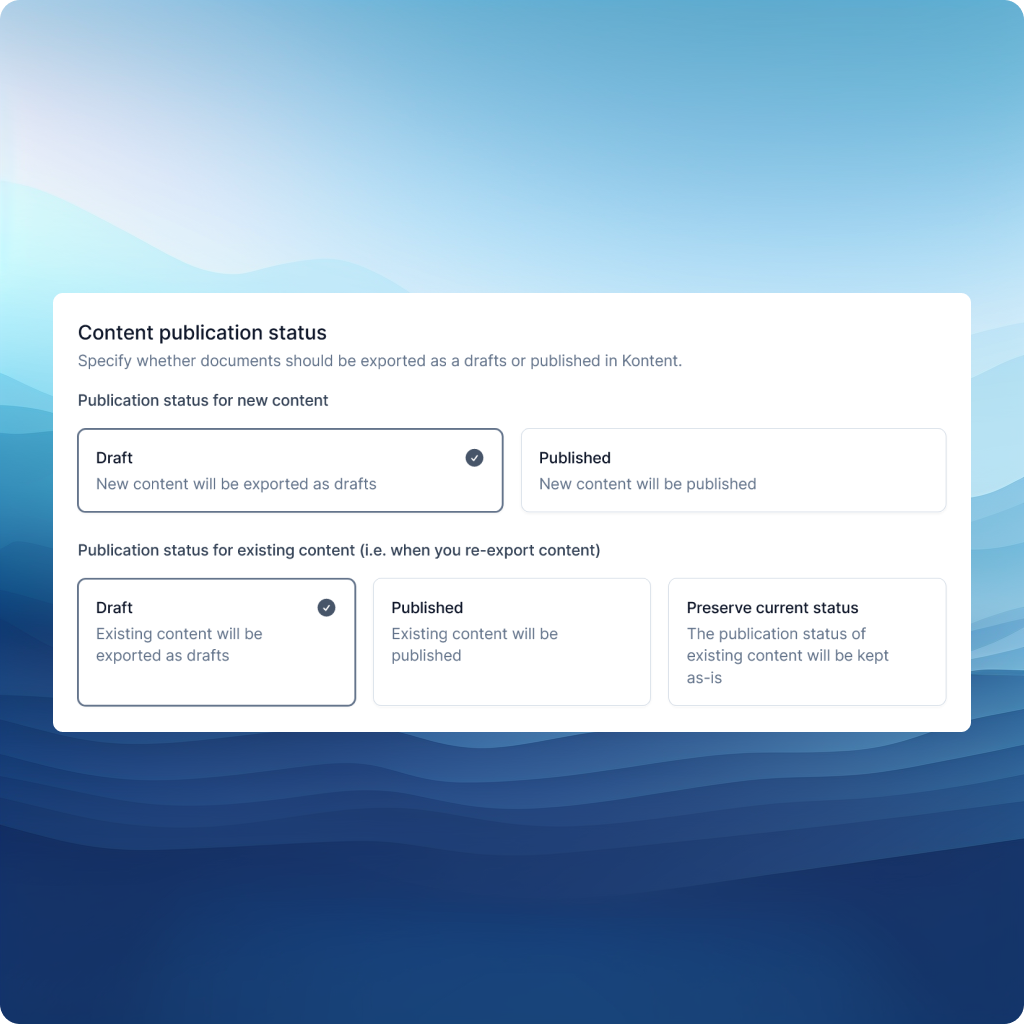 Content publication status
Specify whether documents should be exported as a drafts or published in Kontent.
Publication status for new content
Draft
New content will be exported as drafts
Published
New content will be published
Publication status for existing content (i.e. when you re-export content)
Draft
Existing content will be
exported as drafts
Published
Existing content will be
published
Preserve current status
The publication status of
existing content will be kept
as-is